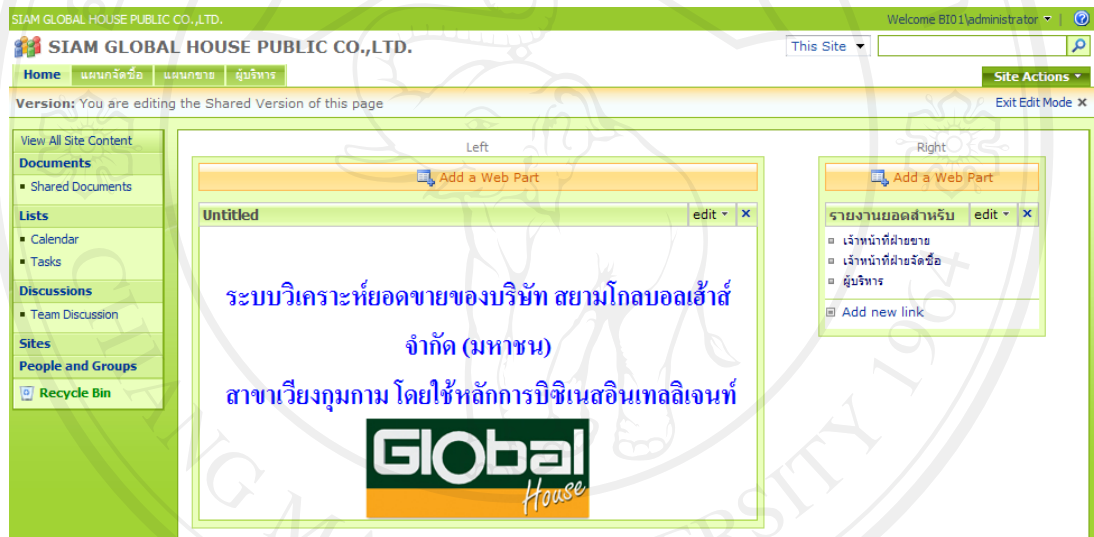 SIAM GLOBAL HOUSE PUBLIC CO.,LTD.
Welcome BI01\administrator
SIAM GLOBAL HOUSE PUBLIC CO.,LTD.
This Site
Home แผนกจัดซื้อ แผนกขาย ผู้บริหาร
Site Actions
Version: You are editing the Shared Version of this page
Exit Edit Mode ×
View All Site Content
Documents
Shared Documents
Lists
Calendar
Tasks
Discussions
Team Discussion
Sites
People and Groups
Recycle Bin
Left
Add a Web Part
Untitled
edit ×
ระบบวิเคราะห์ยอดขายของบริษัท สยามโกลบอลเฮ้าส์
จำกัด (มหาชน)
สาขาเวียงกุมกาม โดยใช้หลักการบิซิเนสอินเทลลิเจนท์
Global
House
Right
Add a Web Part
รายงานยอดสำหรับ edit ×
เจ้าหน้าที่ฝ่ายขาย
เจ้าหน้าที่ฝ่ายจัดซื้อ
ผู้บริหาร
Add new link
CHIANG MAI UNIVERSITY 1964